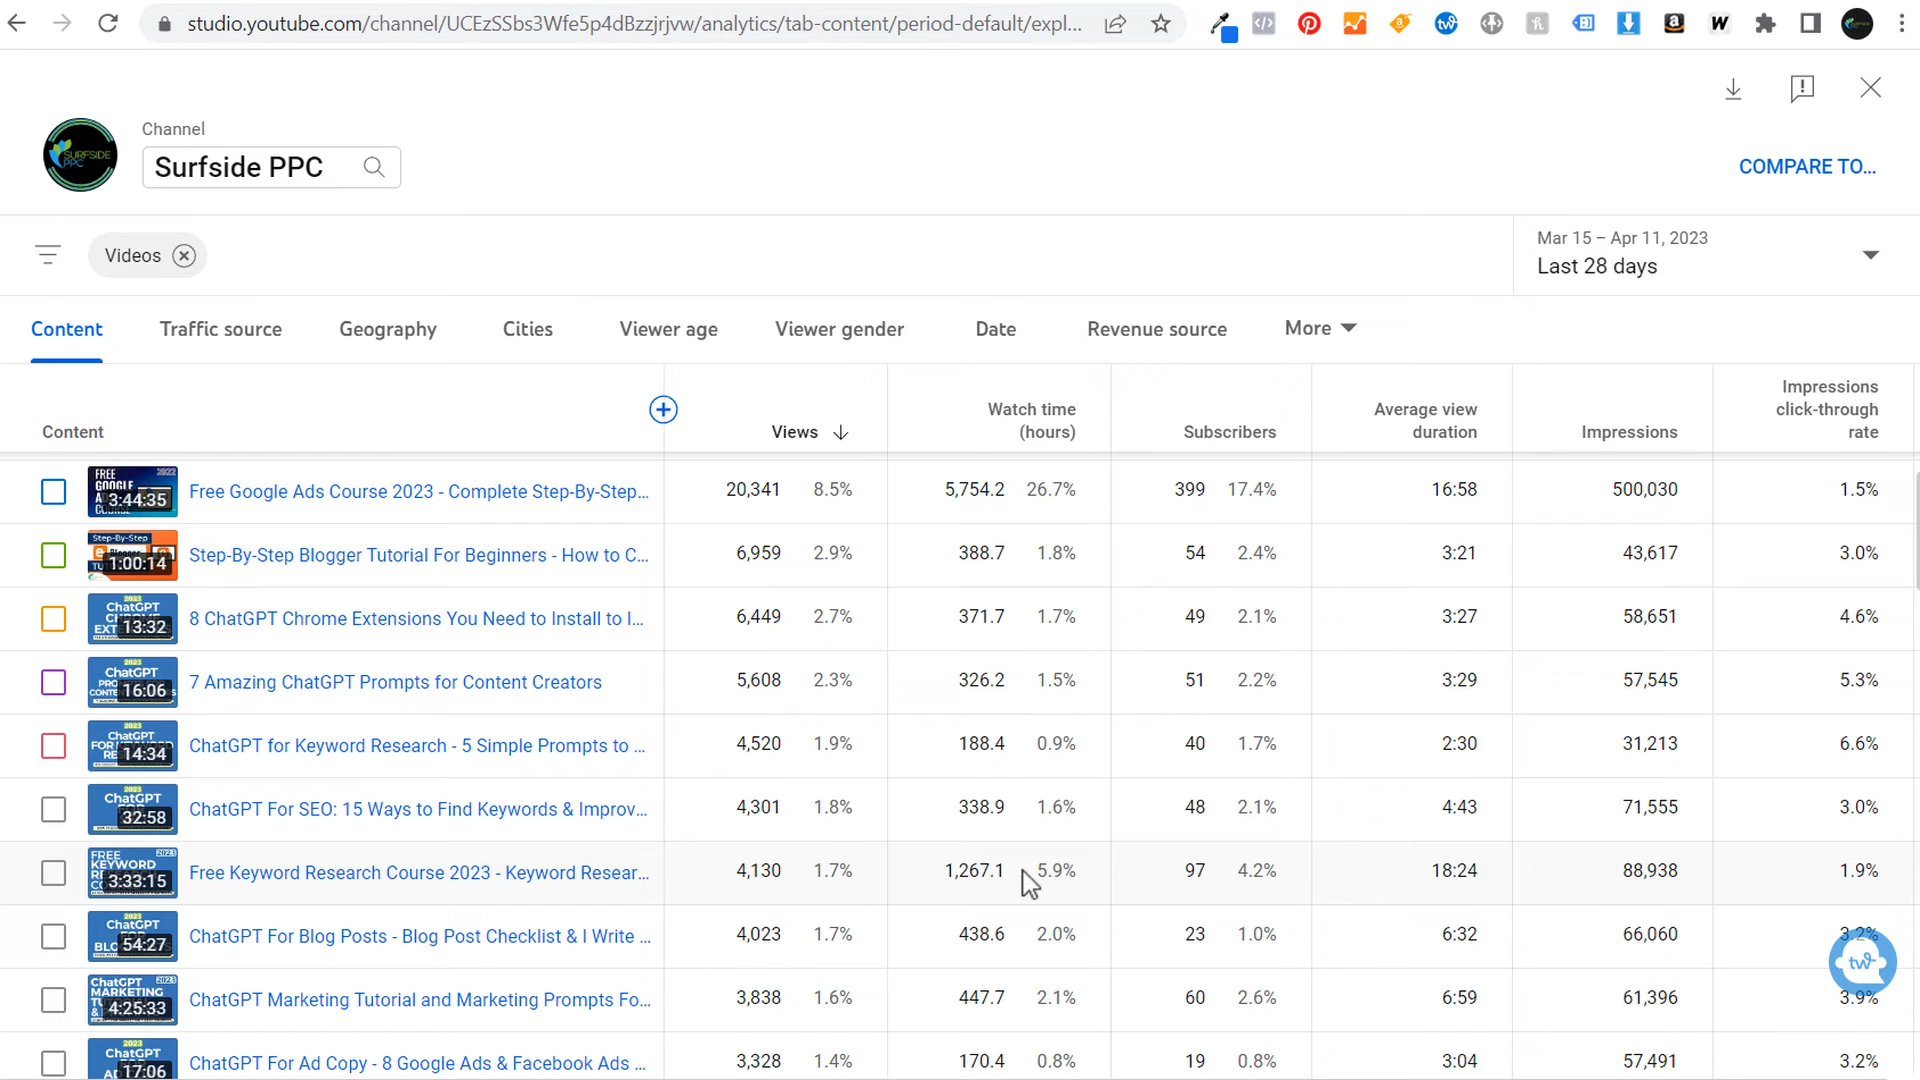 studio.youtube.com/channel/UCEzSSbs3Wfe5p4dBzzjrjvw/analytics/tab-content/period-default/expl...
Channel
Surfside PPC
COMPARE TO...
Videos
Mar 15 – Apr 11, 2023
Last 28 days
Content Traffic source Geography Cities Viewer age Viewer gender Date Revenue source More
Content Views Watch time (hours) Subscribers Average view duration Impressions Impressions click-through rate
3:44:35 Free Google Ads Course 2023 - Complete Step-By-Step... 20,341 8.5% 5,754.2 26.7% 399 17.4% 16:58 500,030 1.5%
1:00:14 Step-By-Step Blogger Tutorial For Beginners - How to C... 6,959 2.9% 388.7 1.8% 54 2.4% 3:21 43,617 3.0%
13:32 8 ChatGPT Chrome Extensions You Need to Install to I... 6,449 2.7% 371.7 1.7% 49 2.1% 3:27 58,651 4.6%
16:06 7 Amazing ChatGPT Prompts for Content Creators 5,608 2.3% 326.2 1.5% 51 2.2% 3:29 57,545 5.3%
14:34 ChatGPT for Keyword Research - 5 Simple Prompts to ... 4,520 1.9% 188.4 0.9% 40 1.7% 2:30 31,213 6.6%
32:58 ChatGPT For SEO: 15 Ways to Find Keywords & Improv... 4,301 1.8% 338.9 1.6% 48 2.1% 4:43 71,555 3.0%
3:33:15 Free Keyword Research Course 2023 - Keyword Resear... 4,130 1.7% 1,267.1 5.9% 97 4.2% 18:24 88,938 1.9%
54:27 ChatGPT For Blog Posts - Blog Post Checklist & I Write ... 4,023 1.7% 438.6 2.0% 23 1.0% 6:32 66,060 3.2%
4:25:33 ChatGPT Marketing Tutorial and Marketing Prompts Fo... 3,838 1.6% 447.7 2.1% 60 2.6% 6:59 61,396 3.9%
17:06 ChatGPT For Ad Copy - 8 Google Ads & Facebook Ads ... 3,328 1.4% 170.4 0.8% 19 0.8% 3:04 57,491 3.2%